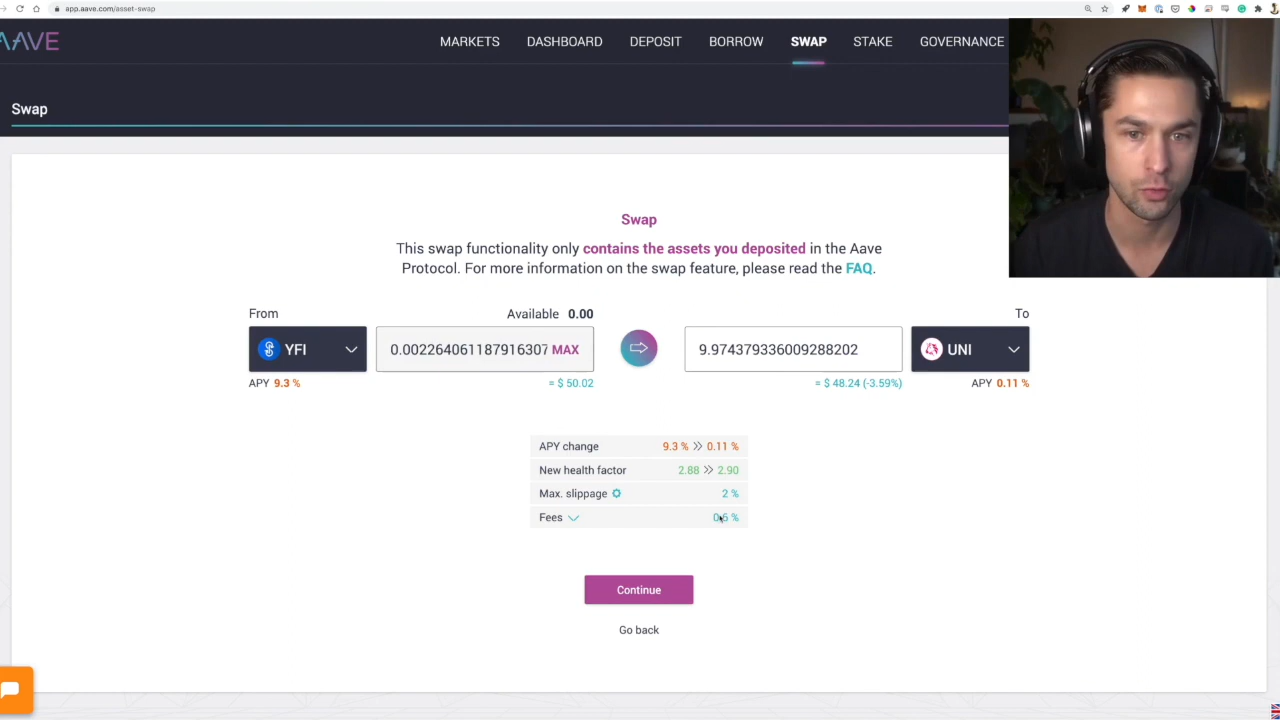 app.aave.com/asset-swap
AAVE
MARKETS
DASHBOARD
DEPOSIT
BORROW
SWAP
STAKE
GOVERNANCE
Swap
Swap
This swap functionality only contains the assets you deposited in the Aave
Protocol. For more information on the swap feature, please read the FAQ.
From
Available 0.00
To
YFI
0.002264061187916307 MAX
9.974379336009288202
UNI
APY 9.3 %
= $ 50.02
= $ 48.24 (-3.59%)
APY 0.11 %
APY change 9.3 % >> 0.11 %
New health factor 2.88 >> 2.90
Max. slippage 2 %
Fees 0.6 %
Continue
Go back